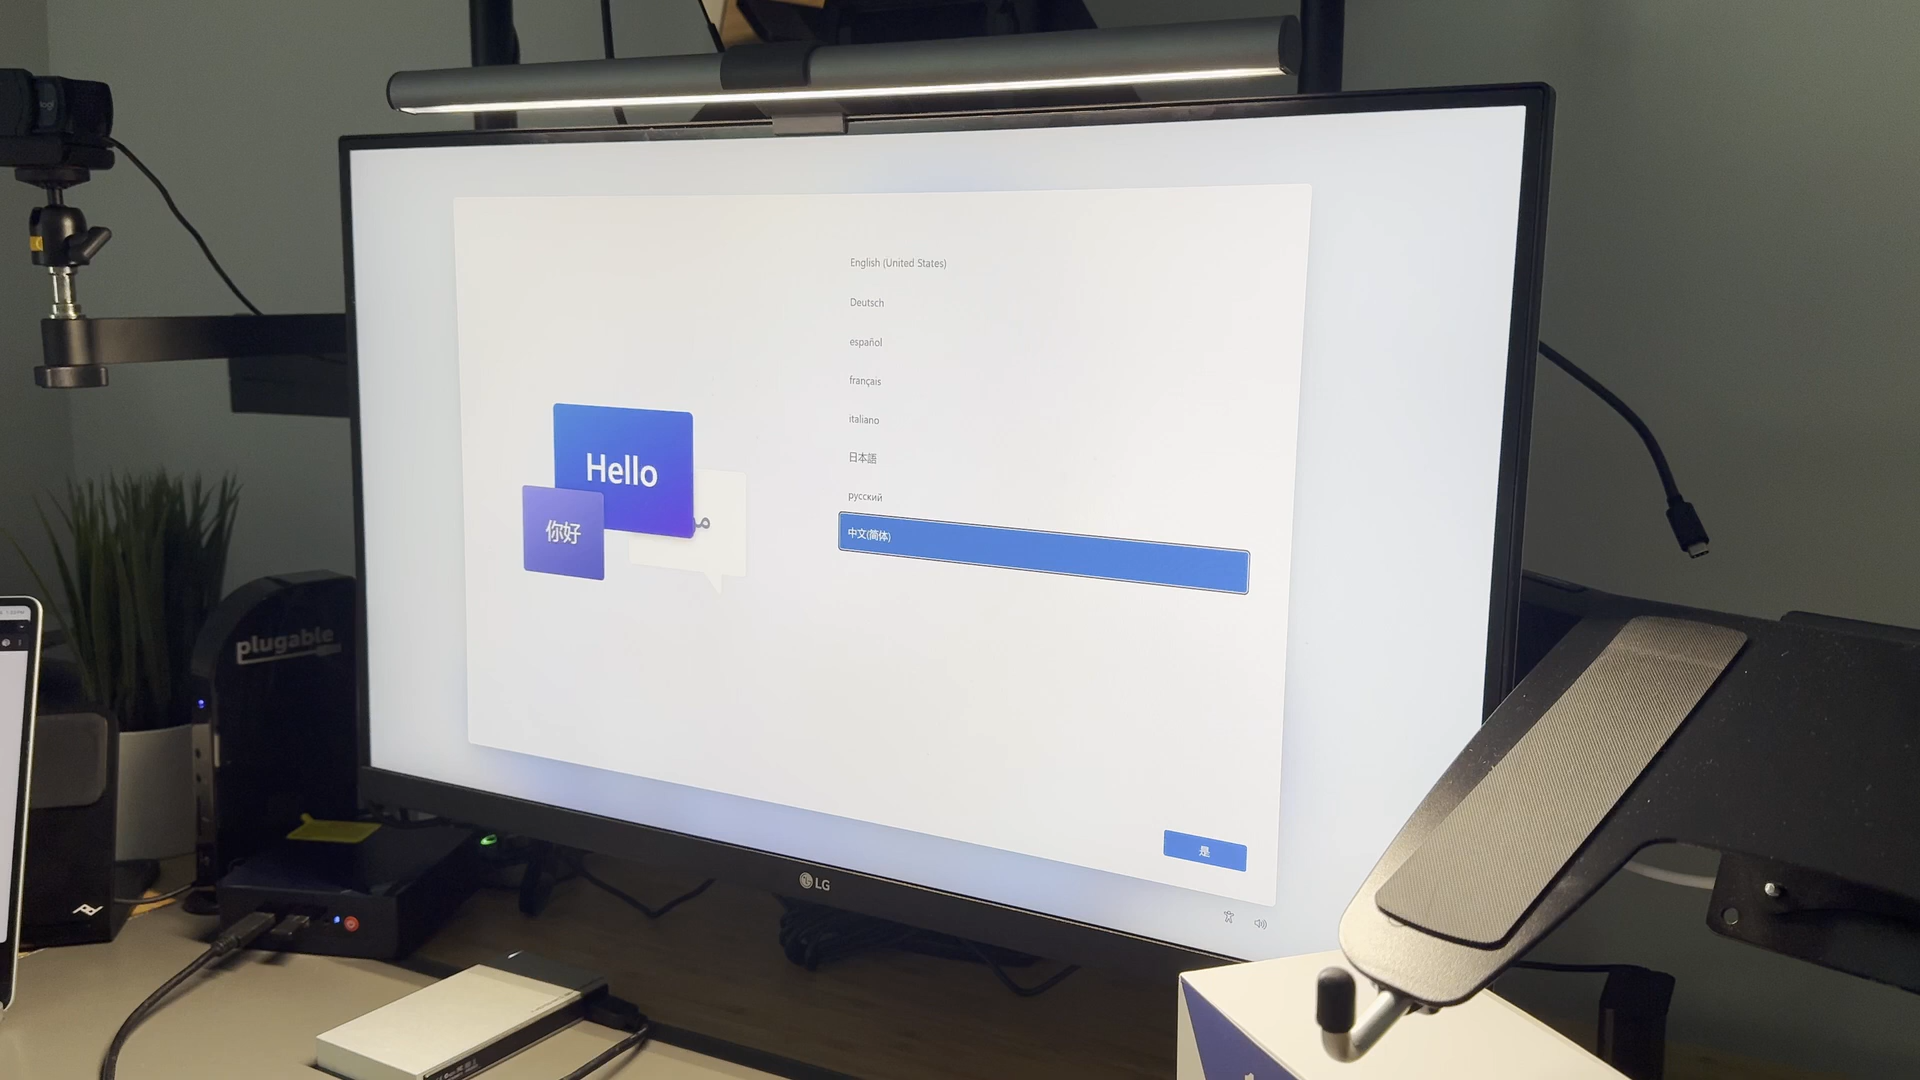 logi
English (United States)
Deutsch
español
français
italiano
日本語
русский
中文(简体)
Hello
你好
是
plugable
LG